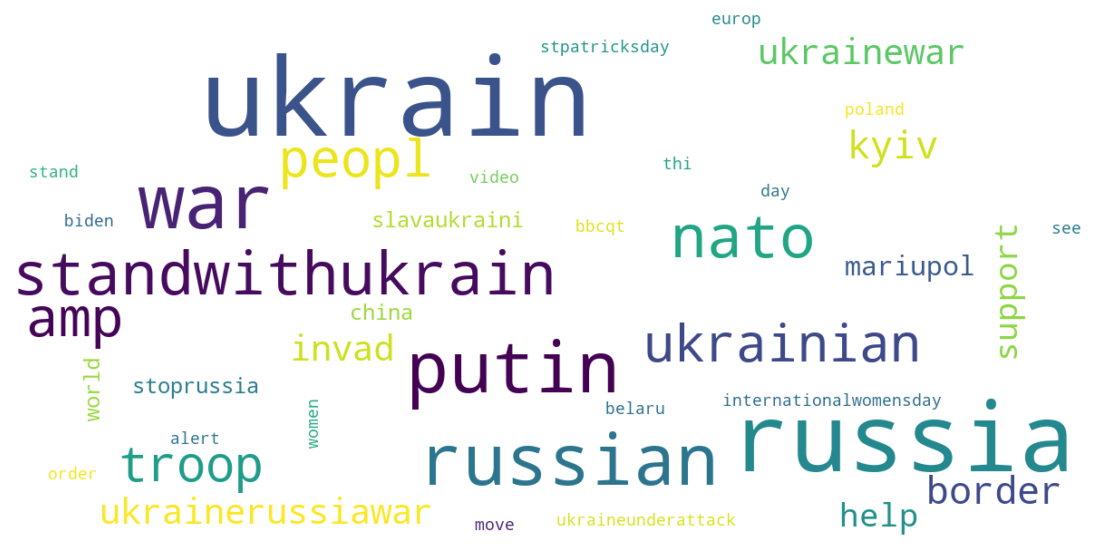 europ
stpatricksday
ukrainewar
ukrain
poland
kyiv
peopl
thi
stand
video
day
war
biden
slavaukraini
bbcqt
nato
see
support
standwithukrain
mariupol
amp
china
invad
ukrainian
putin
world
stoprussia
women
belaru
internationalwomensday
russia
alert
russian
troop
order
border
ukrainerussiawar
move
ukraineunderattack
help